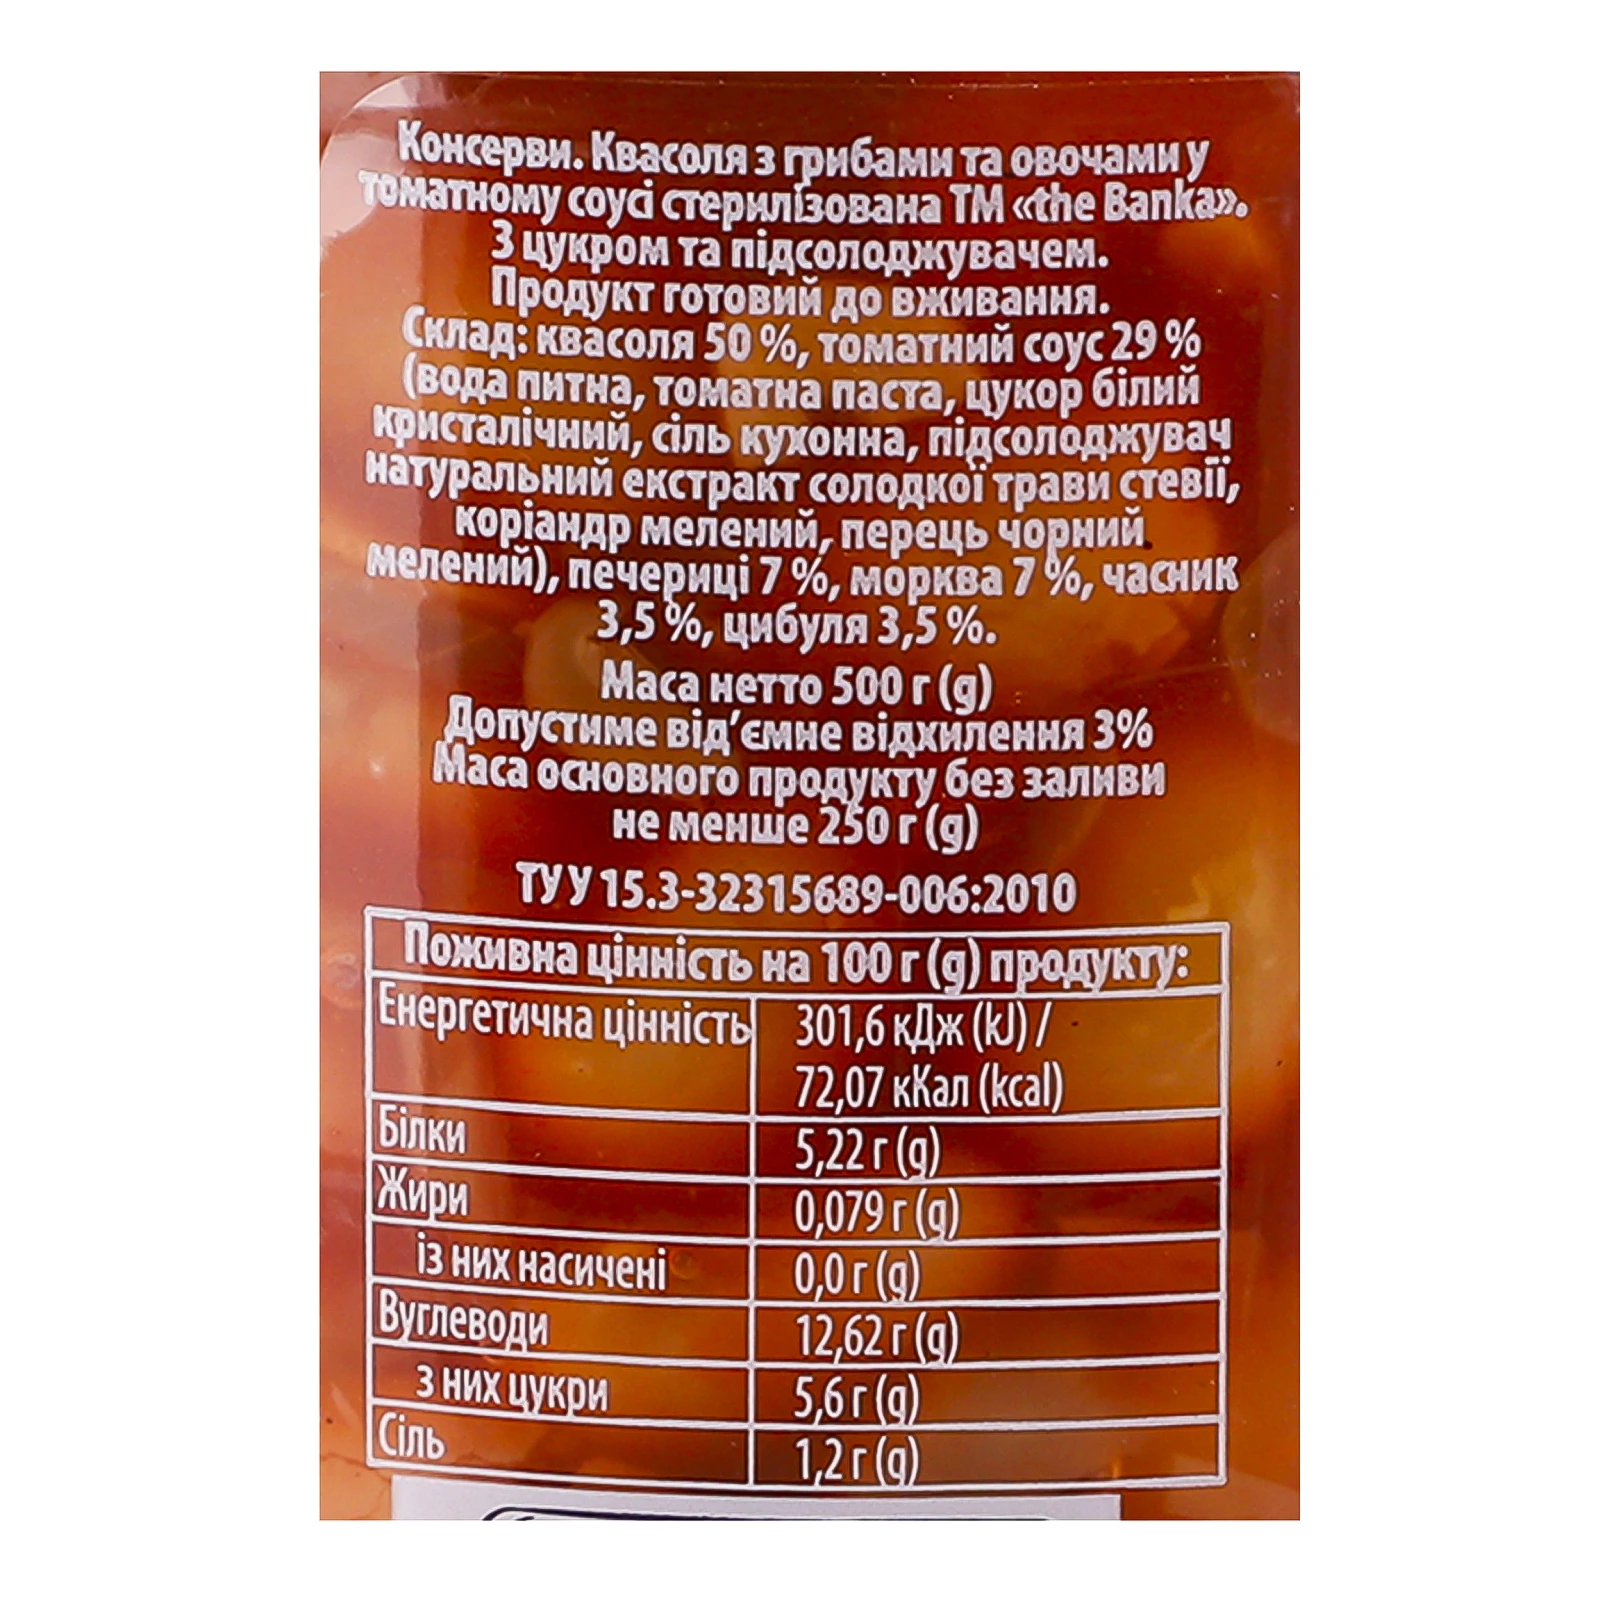 Консерви. Квасоля з грибами та овочами у
томатному соусі стерилізована ТМ «the Banka».
З цукром та підсолоджувачем.
Продукт готовий до вживання.
Склад: квасоля 50 %, томатний соус 29 %
(вода питна, томатна паста, цукор білий
кристалічний, сіль кухонна, підсолоджувач
натуральний екстракт солодкої трави стевії,
коріандр мелений, перець чорний
мелений), печериці 7 %, морква 7 %, часник
3,5 %, цибуля 3,5 %.
Маса нетто 500 г (g)
Допустиме від’ємне відхилення 3%
Маса основного продукту без заливи
не менше 250 г (g)
ТУ У 15.3-32315689-006:2010
Поживна цінність на 100 г (g) продукту:
Енергетична цінність 301,6 кДж (kJ) /
72,07 кКал (kcal)
Білки 5,22 г (g)
Жири 0,079 г (g)
із них насичені 0,0 г (g)
Вуглеводи 12,62 г (g)
з них цукри 5,6 г (g)
Сіль 1,2 г (g)